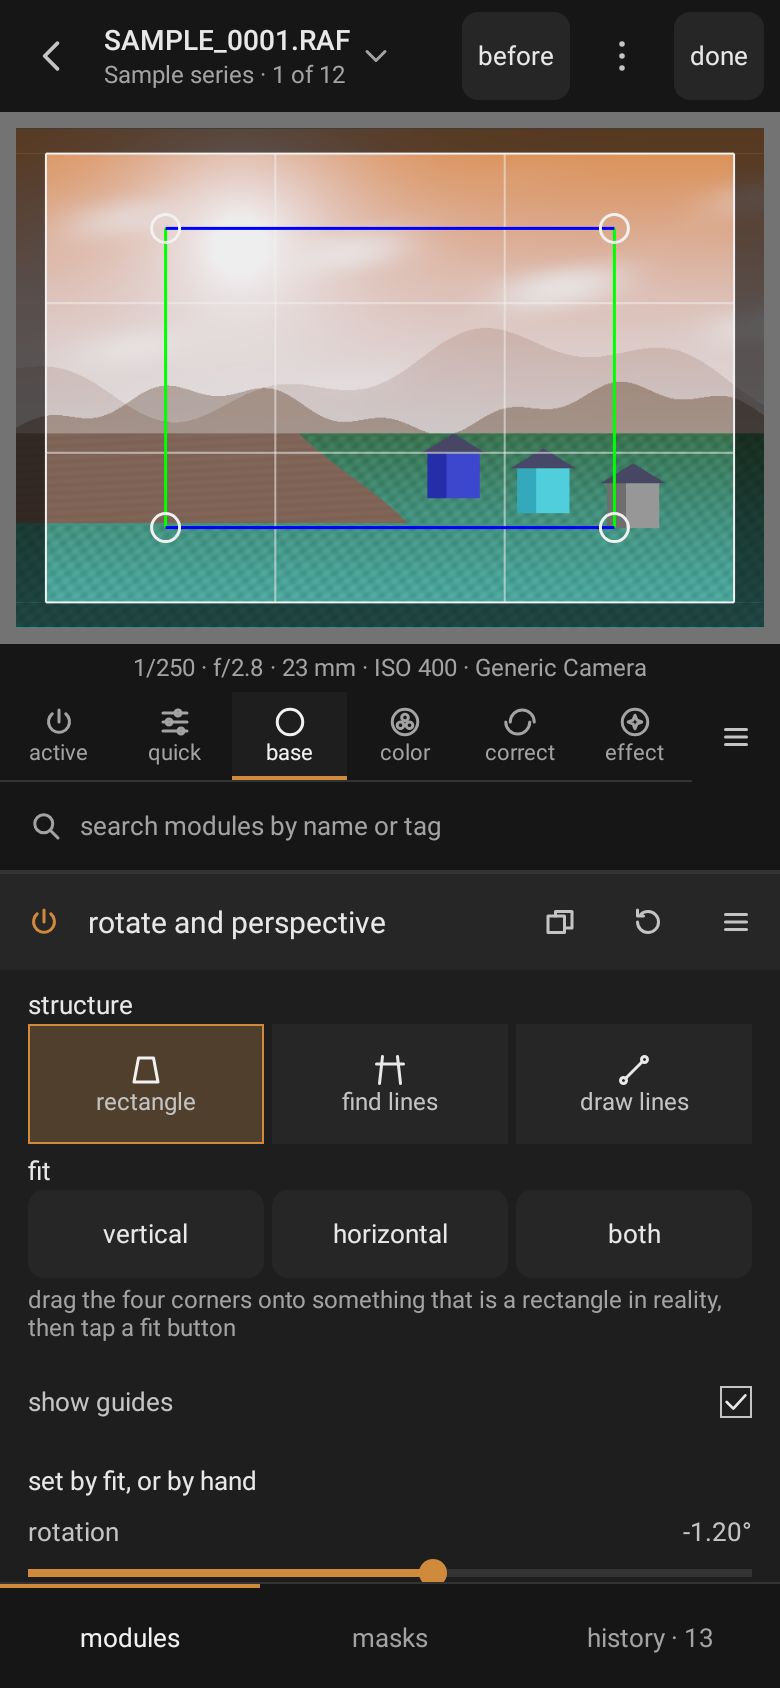 SAMPLE_0001.RAF
Sample series · 1 of 12
before
done
1/250 · f/2.8 · 23 mm · ISO 400 · Generic Camera
active
quick
base
color
correct
effect
search modules by name or tag
rotate and perspective
structure
rectangle
find lines
draw lines
fit
vertical
horizontal
both
drag the four corners onto something that is a rectangle in reality,
then tap a fit button
show guides
set by fit, or by hand
rotation
-1.20°
modules
masks
history · 13